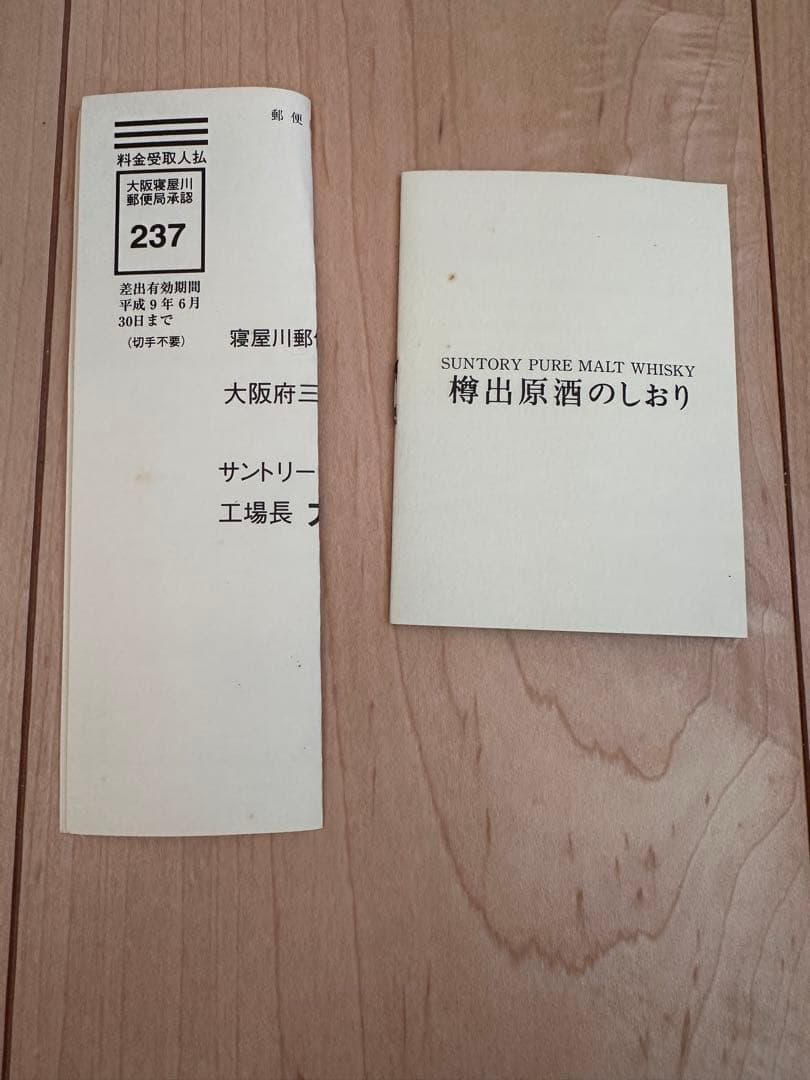 郵便
料金受取人払
大阪寝屋川
郵便局承認
237
差出有効期間
平成9年6月
30日まで
(切手不要)
寝屋川郵
大阪府三
サントリー
工場長
SUNTORY PURE MALT WHISKY
樽出原酒のしおり